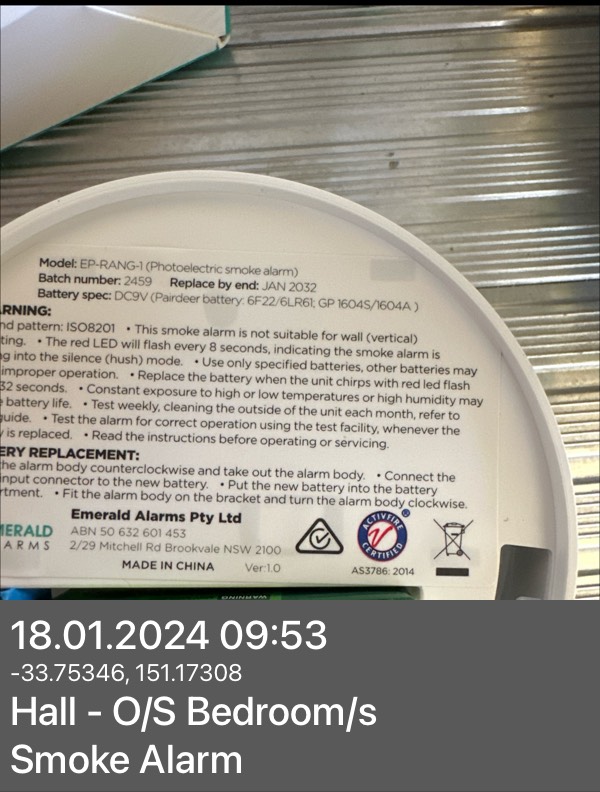 Model: EP-RANG-1 (Photoelectric smoke alarm)
Batch number: 2459 Replace by end: JAN 2032
Battery spec: DC9V (Pairdeer battery: 6F22/6LR61; GP 1604S/1604A )
RNING:
nd pattern: ISO8201 • This smoke alarm is not suitable for wall (vertical)
ting. • The red LED will flash every 8 seconds, indicating the smoke alarm is
g into the silence (hush) mode. • Use only specified batteries, other batteries may
improper operation. • Replace the battery when the unit chirps with red led flash
32 seconds. • Constant exposure to high or low temperatures or high humidity may
battery life. • Test weekly, cleaning the outside of the unit each month, refer to
uide. • Test the alarm for correct operation using the test facility, whenever the
y is replaced. • Read the instructions before operating or servicing.
ERY REPLACEMENT:
he alarm body counterclockwise and take out the alarm body. • Connect the
input connector to the new battery. • Put the new battery into the battery
rtment. • Fit the alarm body on the bracket and turn the alarm body clockwise.
MERALD
ARMS
Emerald Alarms Pty Ltd
ABN 50 632 601 453
2/29 Mitchell Rd Brookvale NSW 2100
MADE IN CHINA Ver:1.0
ACTIVFIRE
CERTIFIED
®
AS3786: 2014
WARNING
18.01.2024 09:53
-33.75346, 151.17308
Hall - O/S Bedroom/s
Smoke Alarm